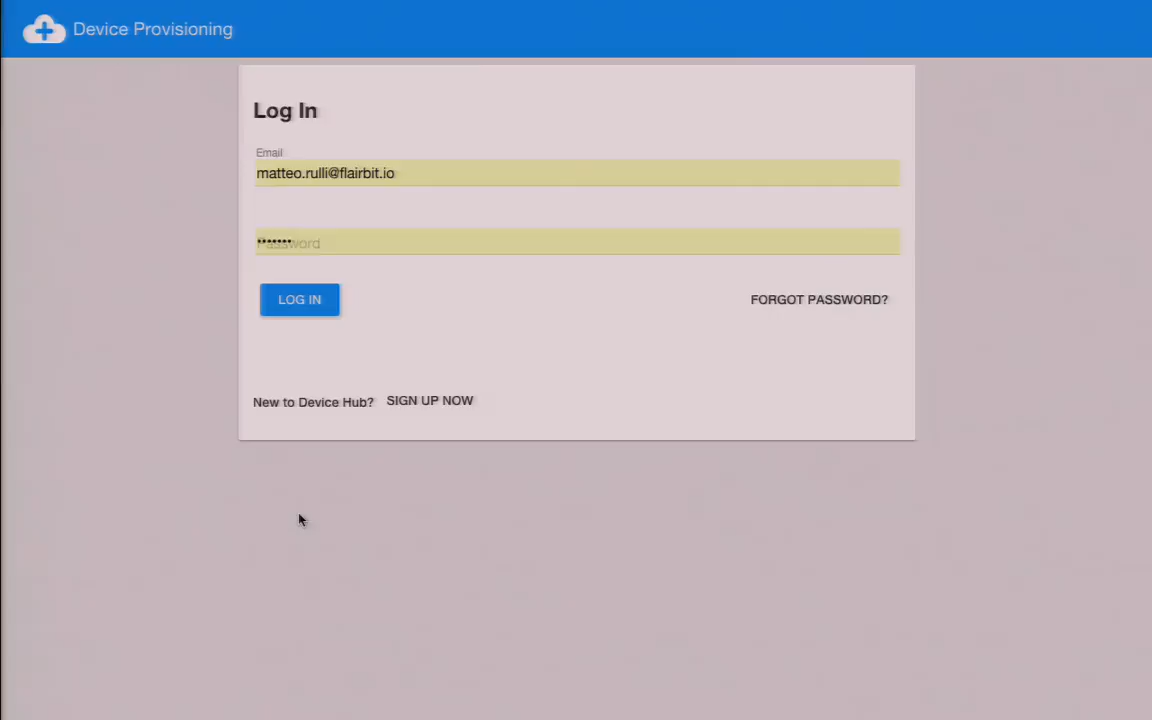 Device Provisioning
Log In
Email
matteo.rulli@flairbit.io
•••••••
Password
LOG IN
FORGOT PASSWORD?
New to Device Hub? SIGN UP NOW